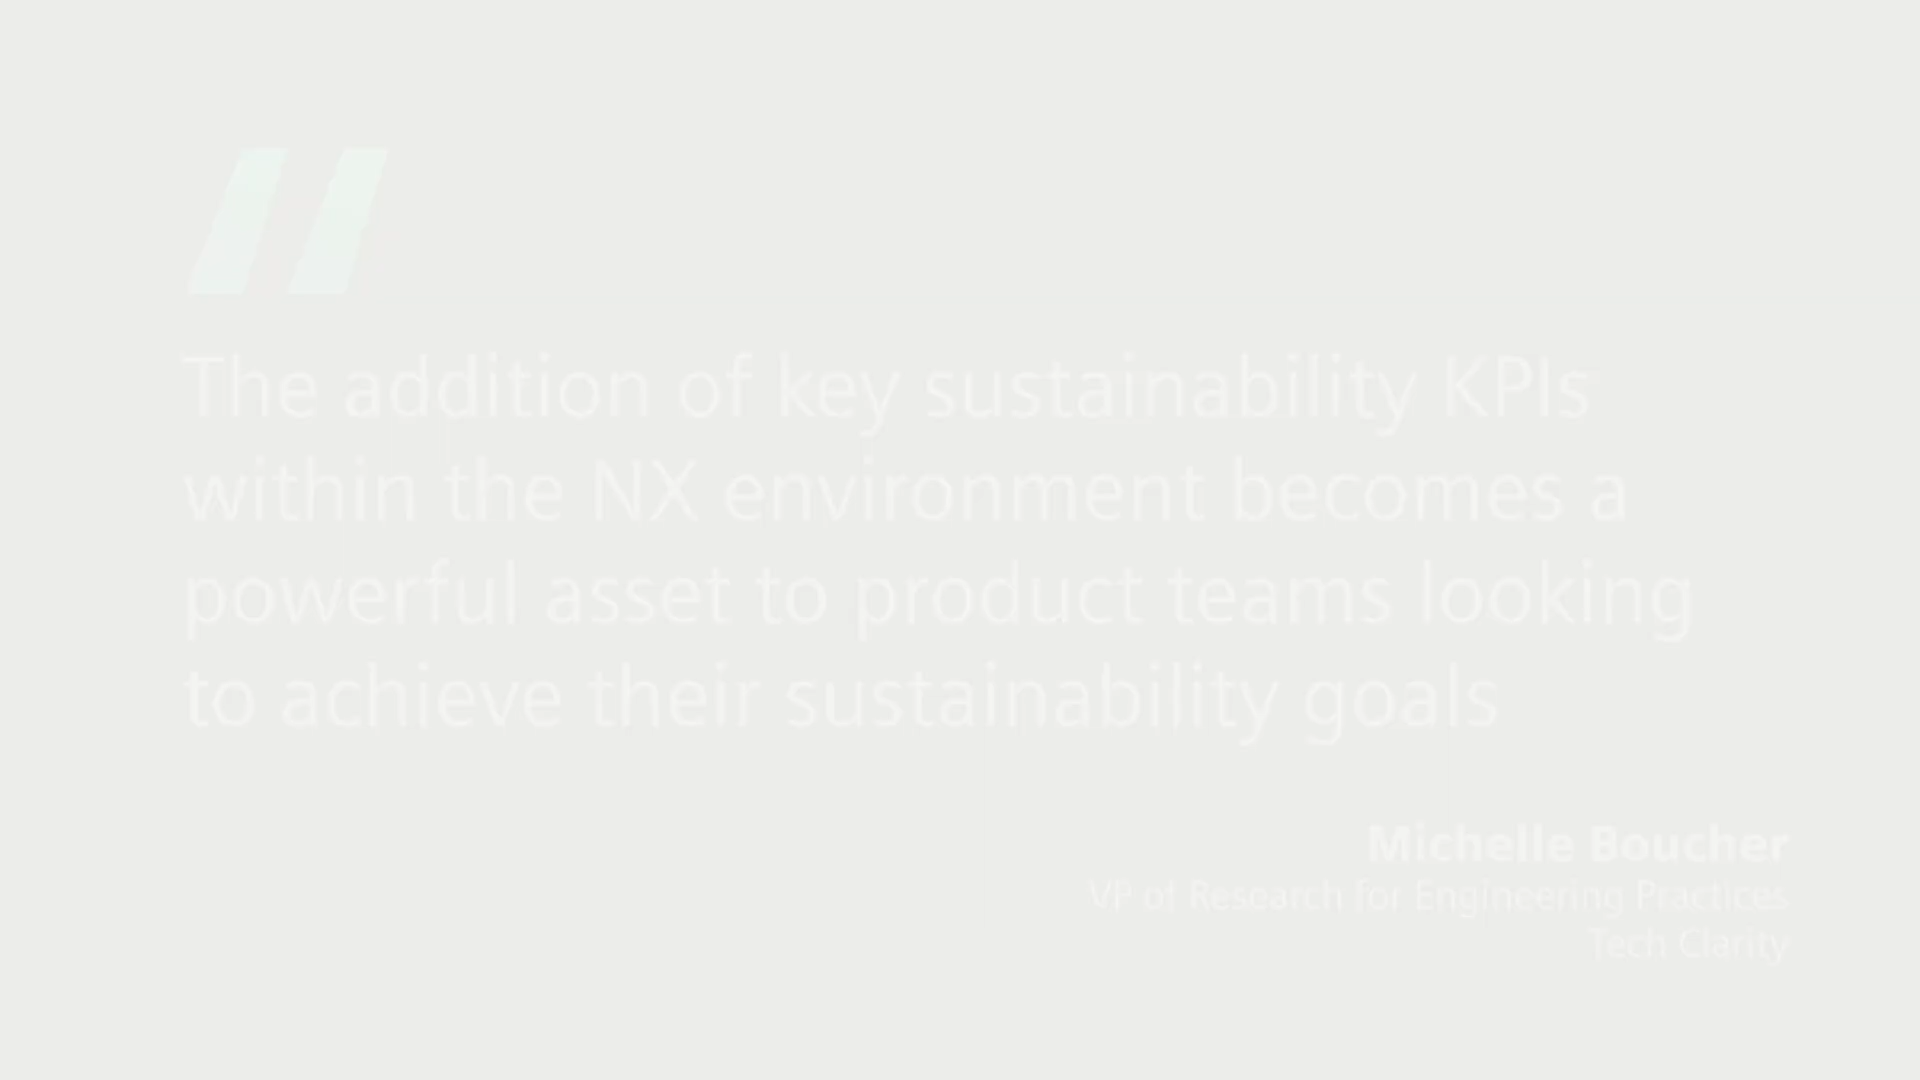 The addition of key sustainability KPIs
within the NX environment becomes a
powerful asset to product teams looking
to achieve their sustainability goals
Michelle Boucher
VP of Research for Engineering Practices
Tech Clarity